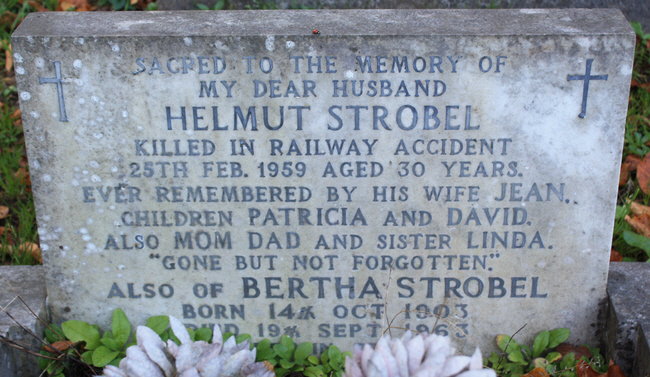 SACRED TO THE MEMORY OF
MY DEAR HUSBAND
HELMUT STROBEL
KILLED IN RAILWAY ACCIDENT
25TH FEB. 1959 AGED 30 YEARS.
EVER REMEMBERED BY HIS WIFE JEAN.
CHILDREN PATRICIA AND DAVID.
ALSO MOM DAD AND SISTER LINDA.
"GONE BUT NOT FORGOTTEN."
ALSO OF BERTHA STROBEL
BORN 14TH OCT 1903
DIED 19TH SEPT 1963